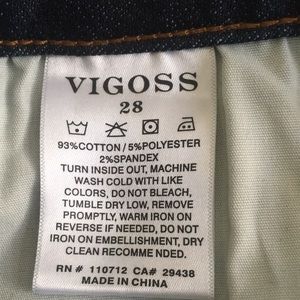 VIGOSS
28
93%COTTON / 5%POLYESTER
2%SPANDEX
TURN INSIDE OUT, MACHINE
WASH COLD WITH LIKE
COLORS, DO NOT BLEACH,
TUMBLE DRY LOW, REMOVE
PROMPTLY, WARM IRON ON
REVERSE IF NEEDED, DO NOT
IRON ON EMBELLISHMENT, DRY
CLEAN RECOMME NDED.
RN # 110712 CA# 29438
MADE IN CHINA